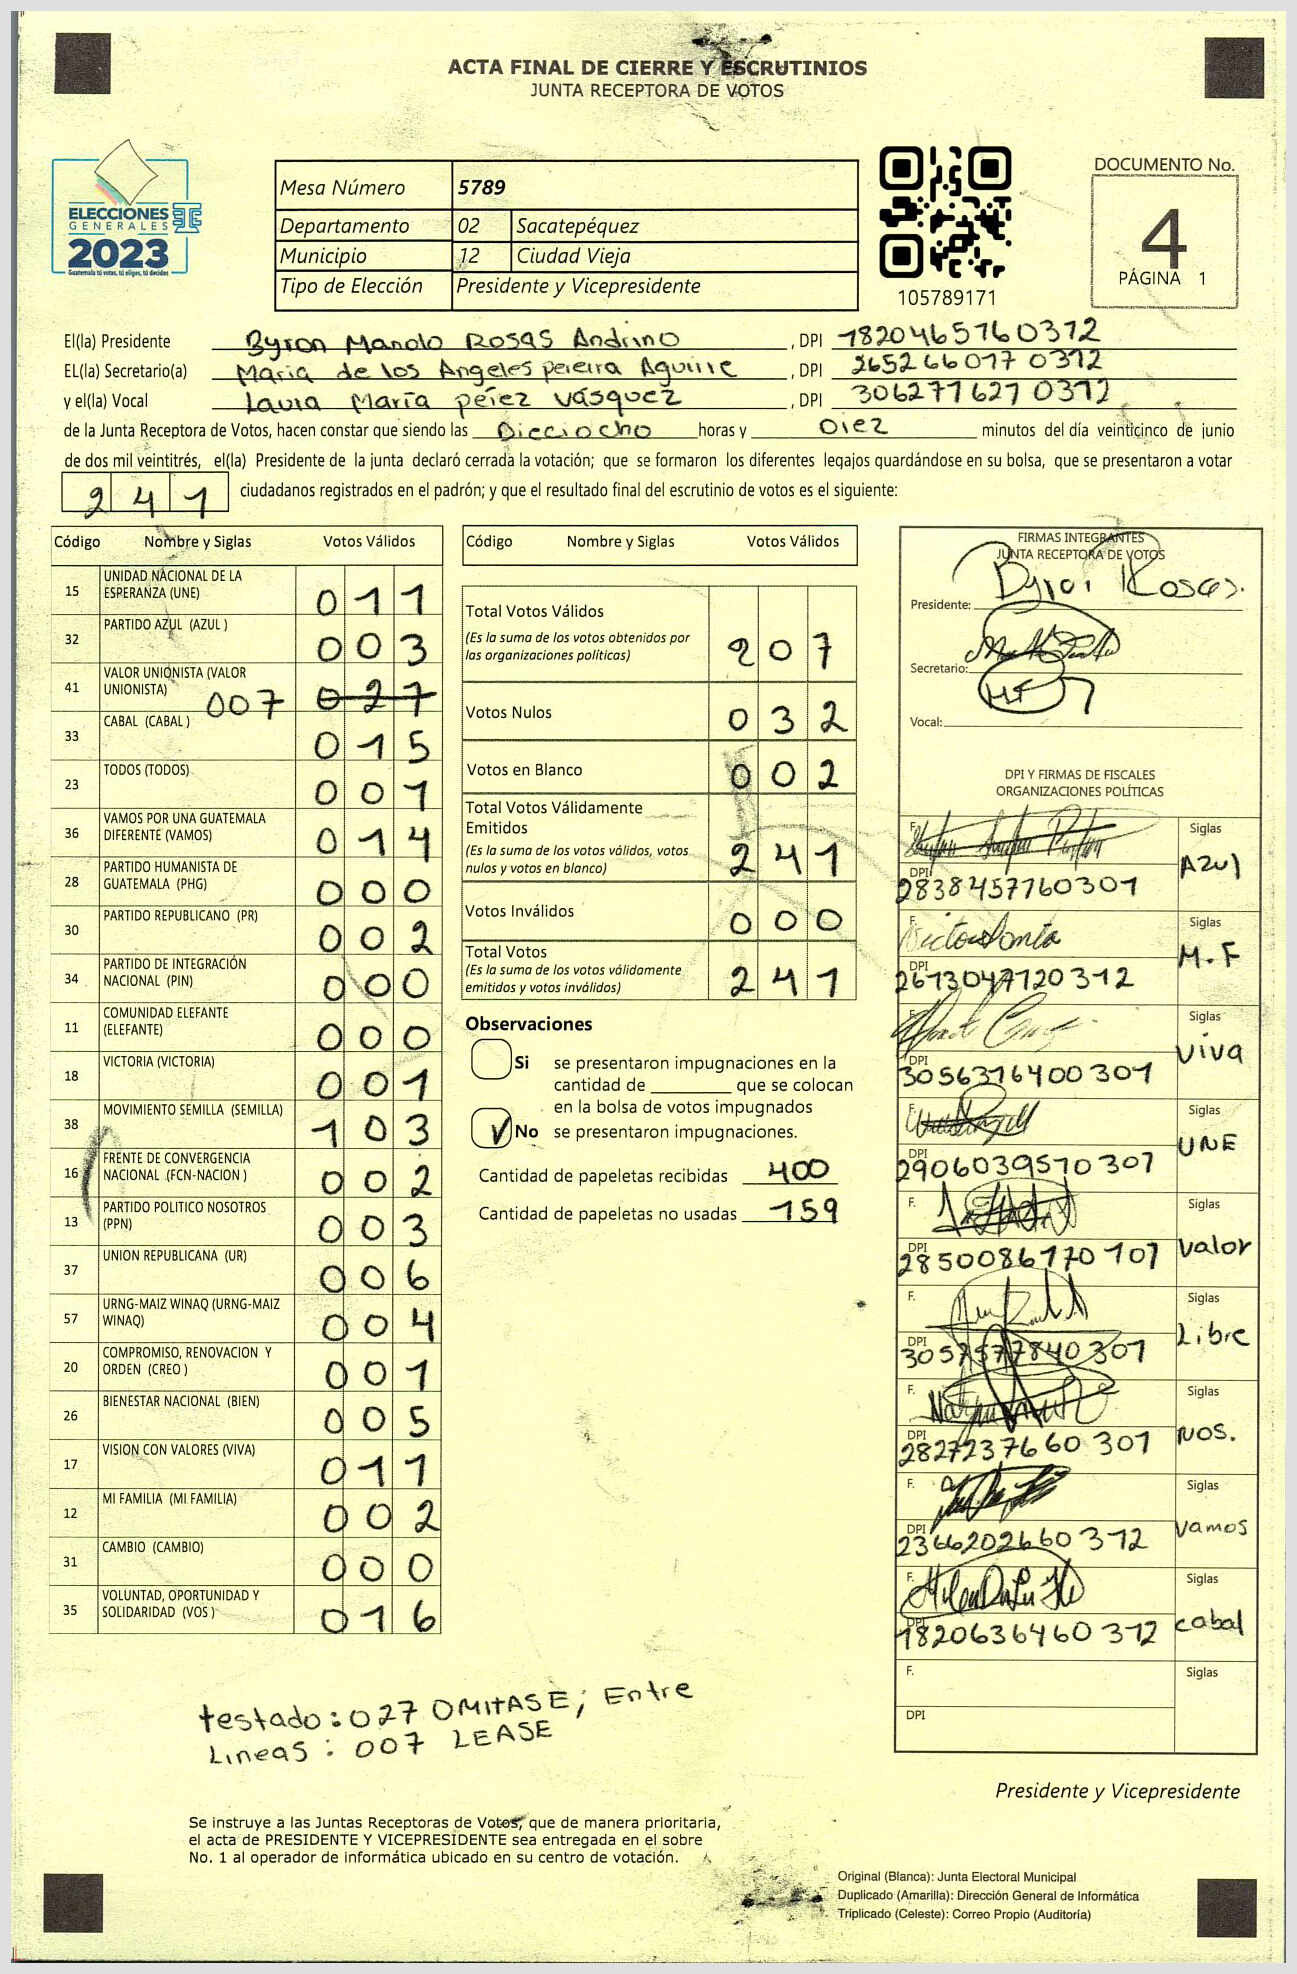 ACTA FINAL DE CIERRE Y ESCRUTINIOS
JUNTA RECEPTORA DE VOTOS
ELECCIONES
GENERALES
2023
Guatemala tú votas, tú eliges, tú decides
Mesa Número 5789
Departamento 02 Sacatepéquez
Municipio 12 Ciudad Vieja
Tipo de Elección Presidente y Vicepresidente
105789171
DOCUMENTO No.
4
PÁGINA 1
El(la) Presidente Byron Manolo Rosas Andrino, DPI 1820465760372
EL(la) Secretario(a) Maria de los Angeles pereira Aguirre, DPI 2652660170312
y el(la) Vocal Laura María pérez Vásquez, DPI 3062776270312
de la Junta Receptora de Votos, hacen constar que siendo las Dieciocho horas y Diez minutos del día veinticinco de junio
de dos mil veintitrés, el(la) Presidente de la junta declaró cerrada la votación; que se formaron los diferentes legajos guardándose en su bolsa, que se presentaron a votar
241 ciudadanos registrados en el padrón; y que el resultado final del escrutinio de votos es el siguiente:
Código Nombre y Siglas Votos Válidos
15 UNIDAD NACIONAL DE LA ESPERANZA (UNE) 011
32 PARTIDO AZUL (AZUL ) 003
41 VALOR UNIONISTA (VALOR UNIONISTA) 007 027
33 CABAL (CABAL ) 015
23 TODOS (TODOS) 001
36 VAMOS POR UNA GUATEMALA DIFERENTE (VAMOS) 014
28 PARTIDO HUMANISTA DE GUATEMALA (PHG) 000
30 PARTIDO REPUBLICANO (PR) 002
34 PARTIDO DE INTEGRACIÓN NACIONAL (PIN) 000
11 COMUNIDAD ELEFANTE (ELEFANTE) 000
18 VICTORIA (VICTORIA) 001
38 MOVIMIENTO SEMILLA (SEMILLA) 103
16 FRENTE DE CONVERGENCIA NACIONAL (FCN-NACION ) 002
13 PARTIDO POLITICO NOSOTROS (PPN) 003
37 UNION REPUBLICANA (UR) 006
57 URNG-MAIZ WINAQ (URNG-MAIZ WINAQ) 004
20 COMPROMISO, RENOVACION Y ORDEN (CREO ) 001
26 BIENESTAR NACIONAL (BIEN) 005
17 VISION CON VALORES (VIVA) 011
12 MI FAMILIA (MI FAMILIA) 002
31 CAMBIO (CAMBIO) 000
35 VOLUNTAD, OPORTUNIDAD Y SOLIDARIDAD (VOS ) 016
Código Nombre y Siglas Votos Válidos
Total Votos Válidos
(Es la suma de los votos obtenidos por
las organizaciones políticas) 207
Votos Nulos 032
Votos en Blanco 002
Total Votos Válidamente
Emitidos
(Es la suma de los votos válidos, votos
nulos y votos en blanco) 241
Votos Inválidos 000
Total Votos
(Es la suma de los votos válidamente
emitidos y votos inválidos) 241
Observaciones
Si se presentaron impugnaciones en la
cantidad de ________ que se colocan
en la bolsa de votos impugnados
No se presentaron impugnaciones.
Cantidad de papeletas recibidas 400
Cantidad de papeletas no usadas 159
FIRMAS INTEGRANTES
JUNTA RECEPTORA DE VOTOS
Presidente: Byron Rosas.
Secretario:
Vocal:
DPI Y FIRMAS DE FISCALES
ORGANIZACIONES POLÍTICAS
F. Siglas
DPI 2838457760301 Azul
F. Siglas
DPI 2673047720312 M.F
F. Siglas
DPI 3056316400301 viva
F. Siglas
DPI 2906039570301 UNE
F. Siglas
DPI 2850086170101 valor
F. Siglas
DPI 3057577840301 Libre
F. Siglas
DPI 2827237660301 NOS.
F. Siglas
DPI 2366202660312 vamos
F. Siglas
DPI 1820636460312 cabal
F. Siglas
DPI
testado: 027 OMITASE; Entre
Lineas: 007 LEASE
Presidente y Vicepresidente
Se instruye a las Juntas Receptoras de Votos, que de manera prioritaria,
el acta de PRESIDENTE Y VICEPRESIDENTE sea entregada en el sobre
No. 1 al operador de informática ubicado en su centro de votación.
Original (Blanca): Junta Electoral Municipal
Duplicado (Amarilla): Dirección General de Informática
Triplicado (Celeste): Correo Propio (Auditoría)